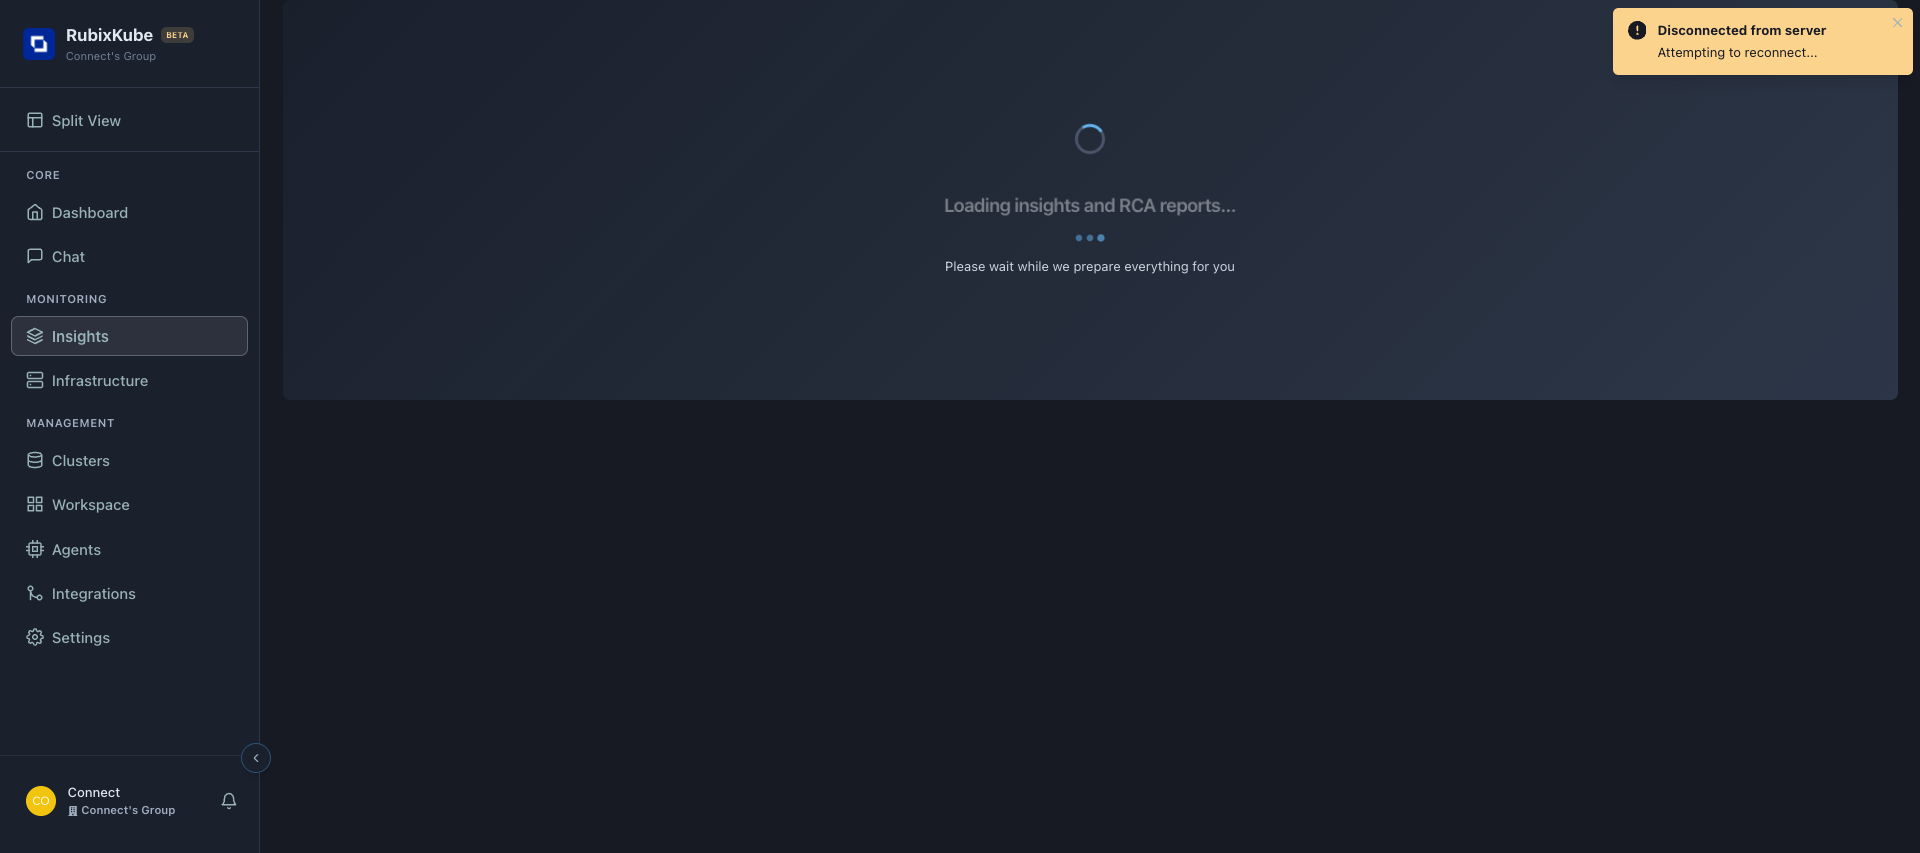 RubixKube BETA
Connect's Group
Split View
CORE
Dashboard
Chat
MONITORING
Insights
Infrastructure
MANAGEMENT
Clusters
Workspace
Agents
Integrations
Settings
CO
Connect
Connect's Group
Loading insights and RCA reports...
Please wait while we prepare everything for you
Disconnected from server
Attempting to reconnect...